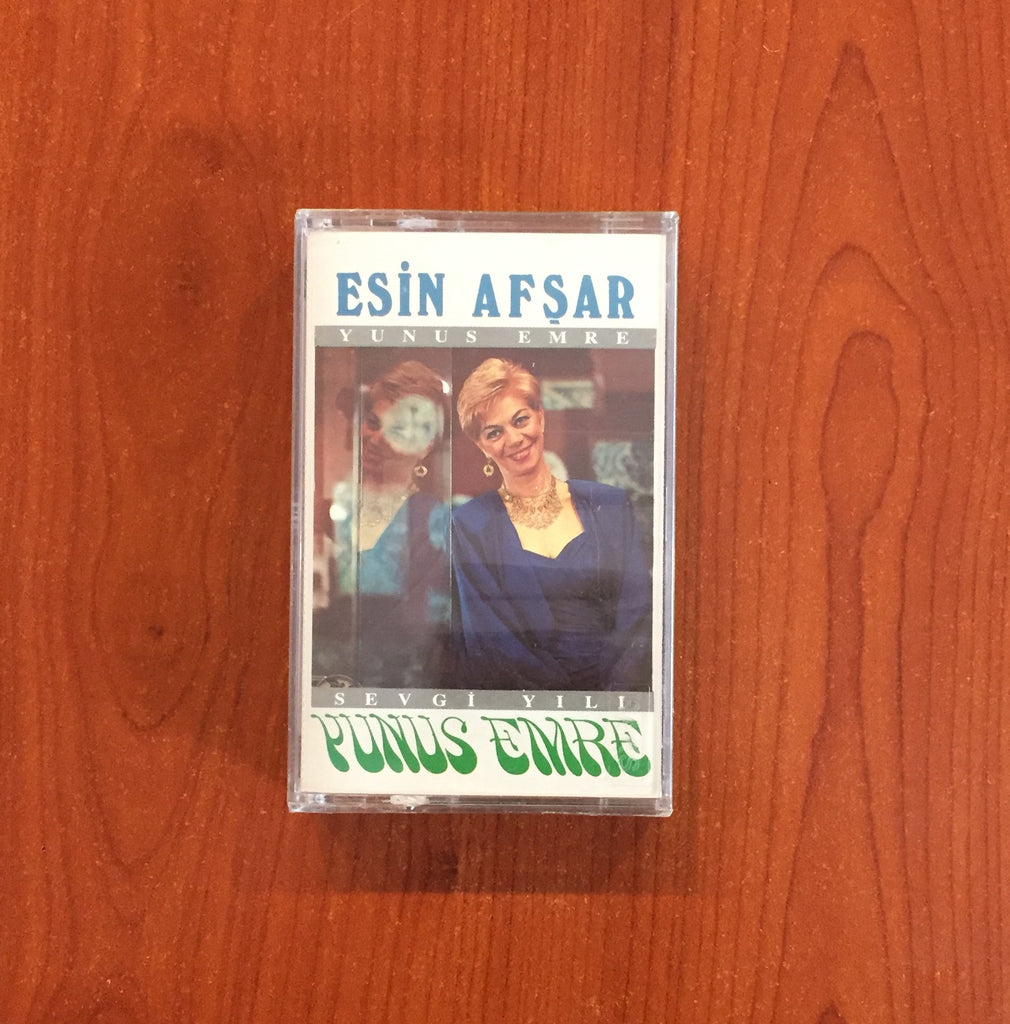 ESİN AFŞAR
YUNUS EMRE
SEVGİ YILI
YUNUS EMRE